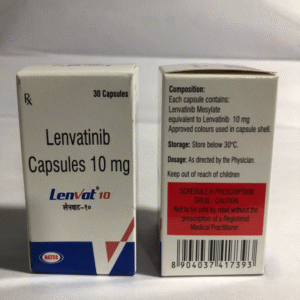 Rx
30 Capsules
Lenvatinib
Capsules 10 mg
Lenvat 10
लेनवाट-१०
NATCO
Composition:
Each capsule contains:
Lenvatinib Mesylate
equivalent to Lenvatinib 10 mg
Approved colours used in capsule shell.
Storage: Store below 30°C.
Dosage: As directed by the Physician.
Keep out of reach of children
SCHEDULE H PRESCRIPTION
DRUG - CAUTION
Not to be sold by retail without the
prescription of a Registered
Medical Practitioner.
8 904037 417393